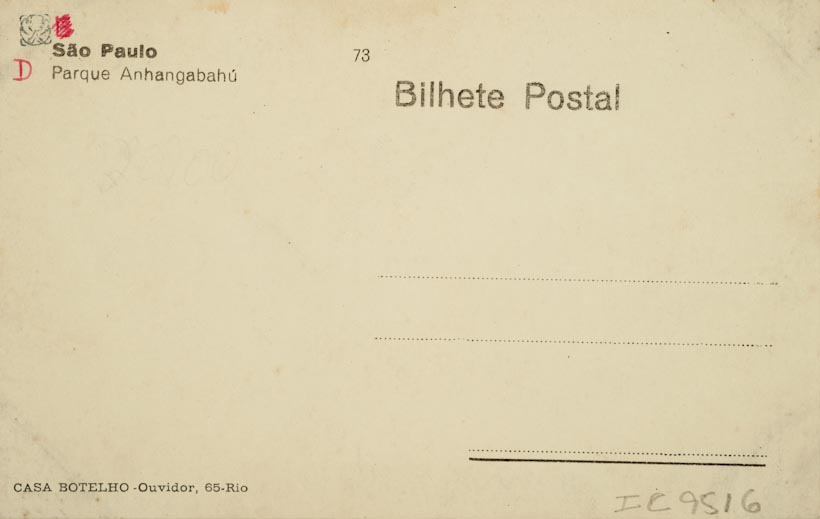 São Paulo
D Parque Anhangabahú
73
Bilhete Postal
CASA BOTELHO - Ouvidor, 65-Rio
IC 9516